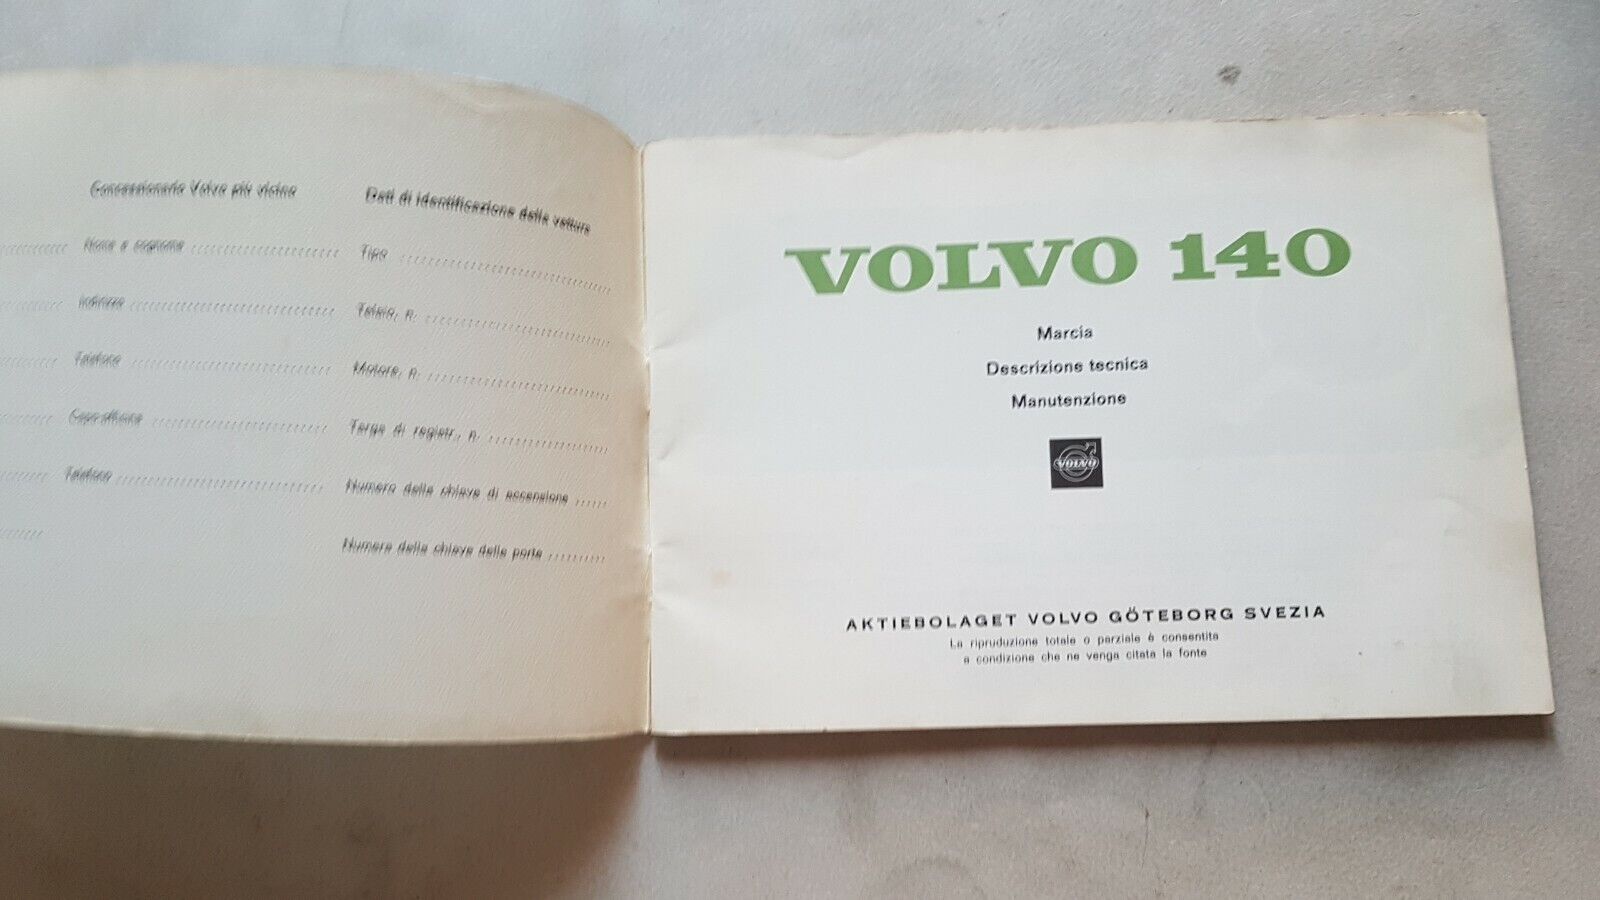 Concessionario Volvo più vicino
Nome e cognome
Indirizzo
Telefono
Capo-officina
Telefono
Dati di identificazione della vettura
Tipo
Telaio, n.
Motore, n.
Targa di registr., n.
Numero della chiave di accensione
Numero della chiave delle porte
VOLVO 140
Marcia
Descrizione tecnica
Manutenzione
VOLVO
AKTIEBOLAGET VOLVO GÖTEBORG SVEZIA
La ripruduzione totale o parziale è consentita
a condizione che ne venga citata la fonte